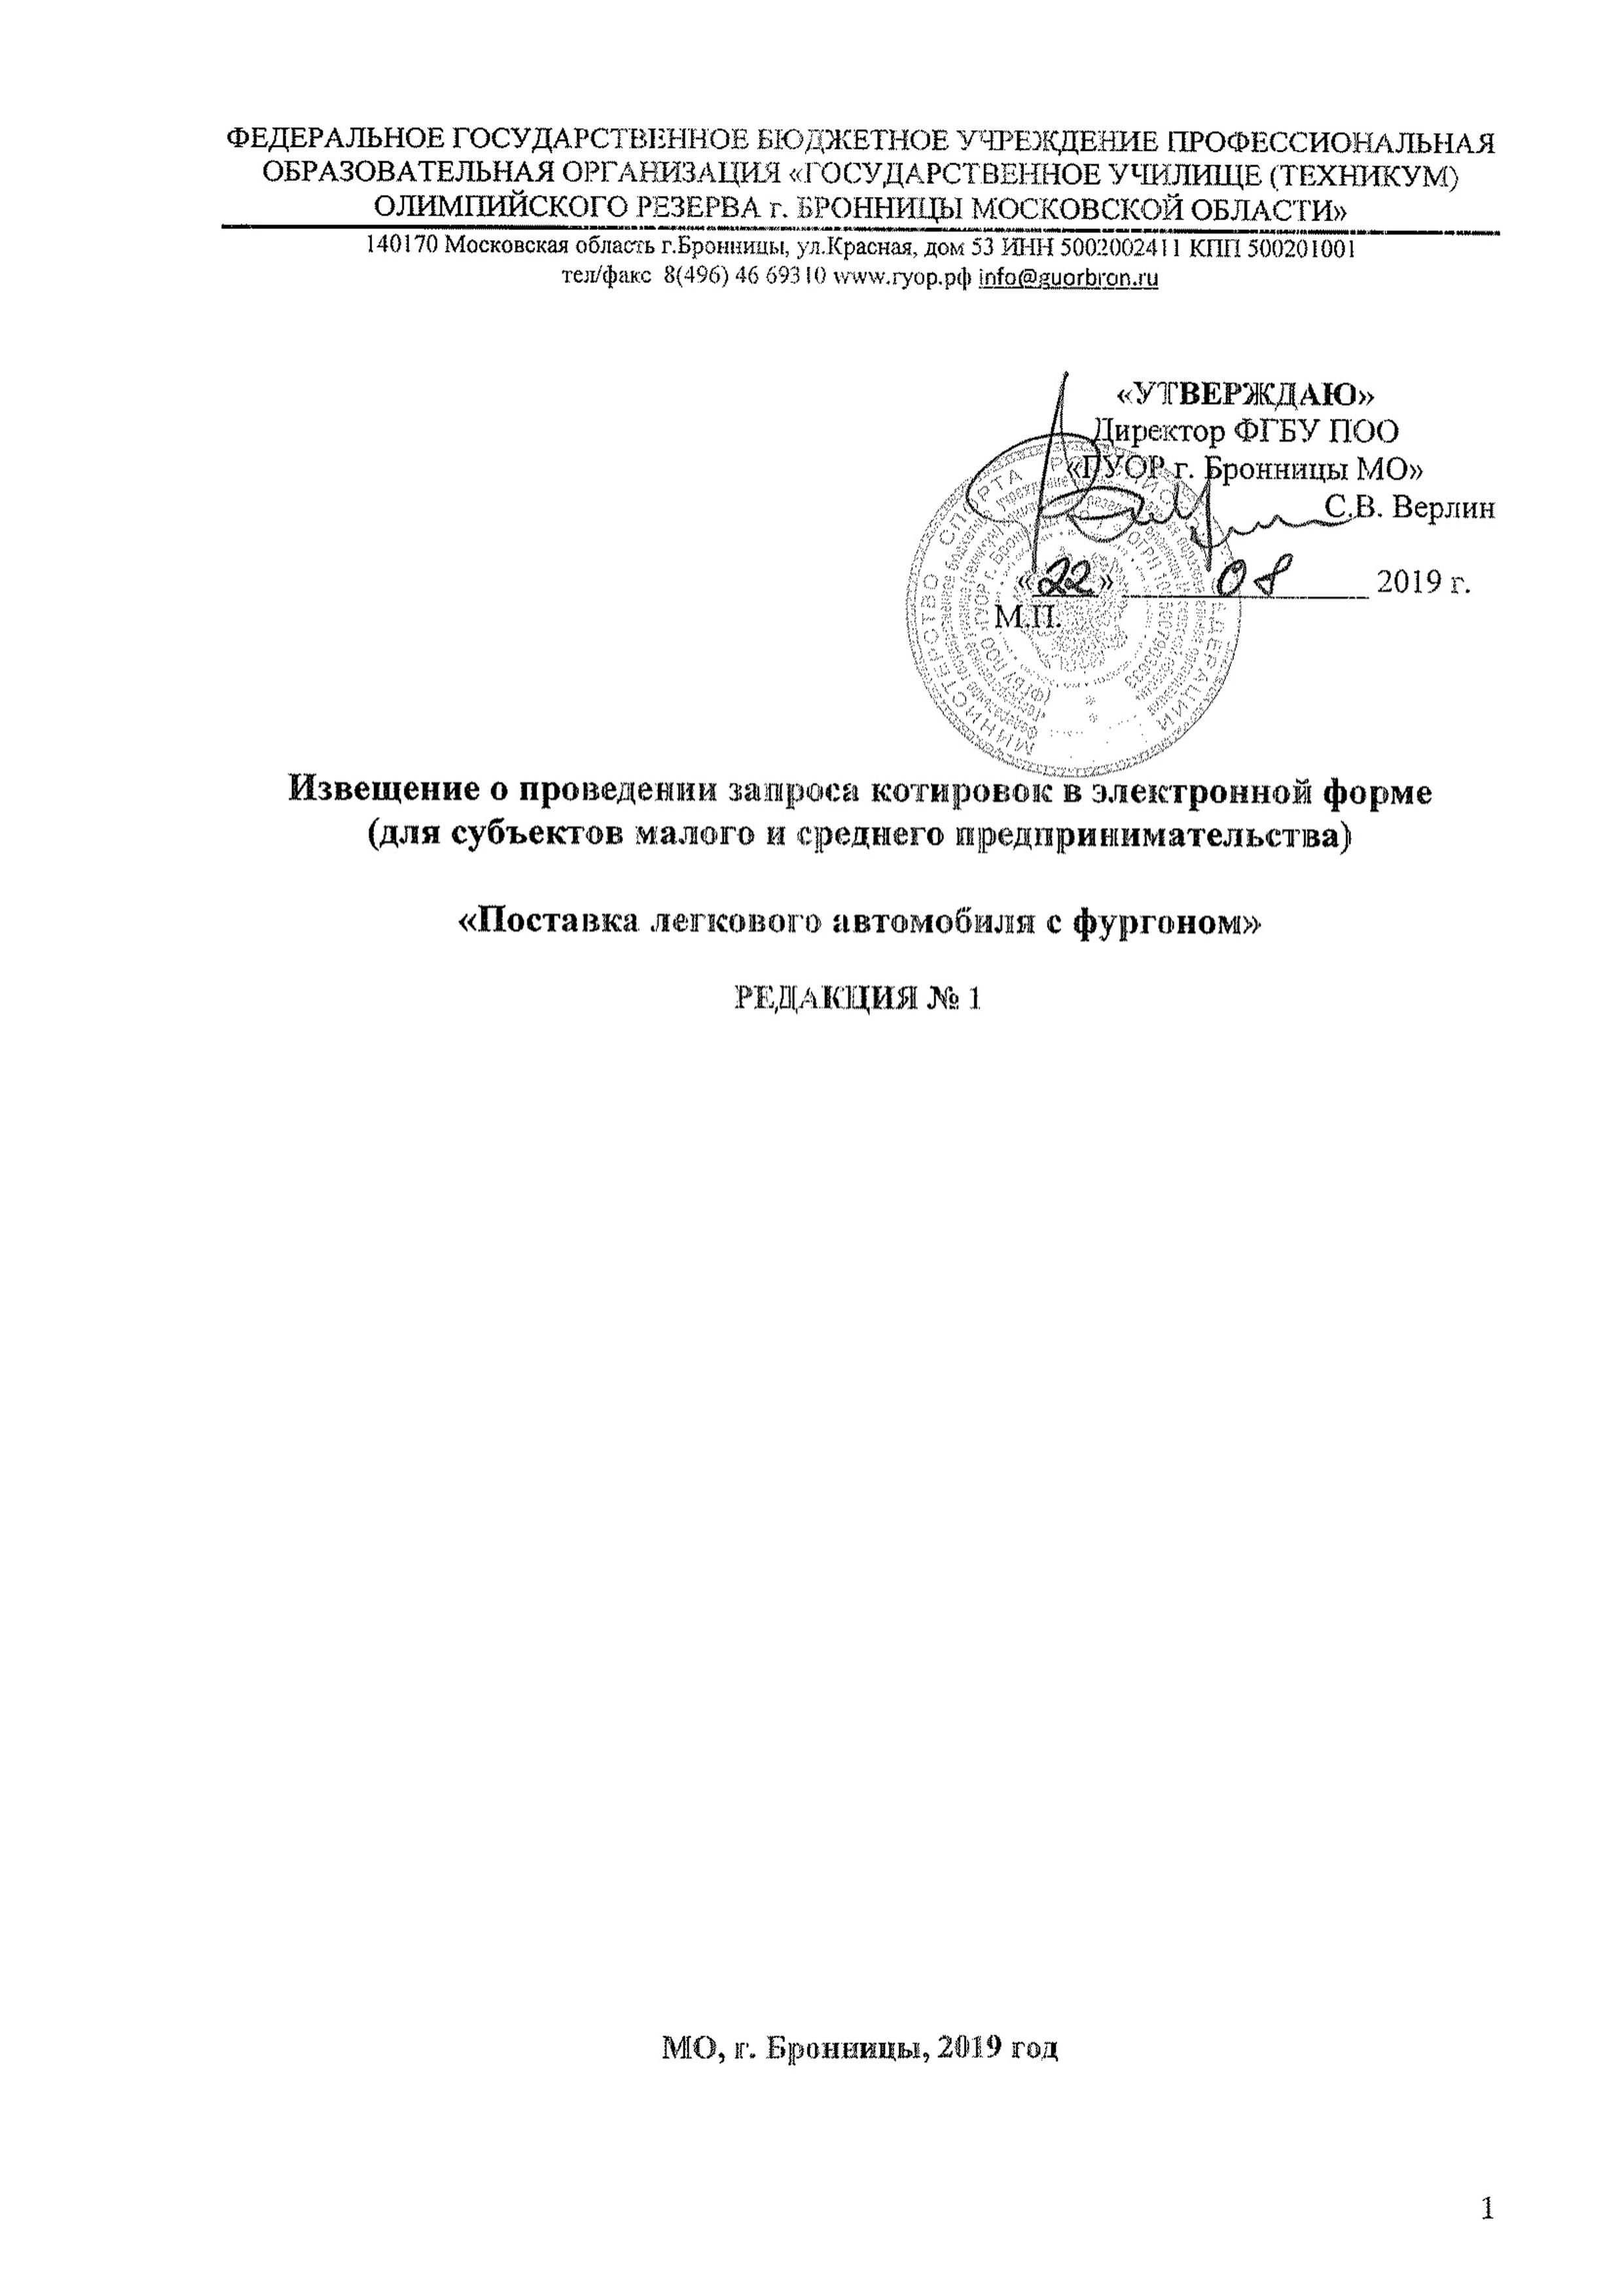 ФЕДЕРАЛЬНОЕ ГОСУДАРСТВЕННОЕ БЮДЖЕТНОЕ УЧРЕЖДЕНИЕ ПРОФЕССИОНАЛЬНАЯ
ОБРАЗОВАТЕЛЬНАЯ ОРГАНИЗАЦИЯ «ГОСУДАРСТВЕННОЕ УЧИЛИЩЕ (ТЕХНИКУМ)
ОЛИМПИЙСКОГО РЕЗЕРВА г. БРОННИЦЫ МОСКОВСКОЙ ОБЛАСТИ»
140170 Московская область г.Бронницы, ул.Красная, дом 53 ИНН 5002002411 КПП 500201001
тел/факс 8(496) 46 69310 www.гуор.рф info@guorbron.ru
«УТВЕРЖДАЮ»
Директор ФГБУ ПОО
«ГУОР г. Бронницы МО»
С.В. Верлин
«22» 08 2019 г.
М.П.
МИНИСТЕРСТВО СПОРТА
Извещение о проведении запроса котировок в электронной форме
(для субъектов малого и среднего предпринимательства)
«Поставка легкового автомобиля с фургоном»
РЕДАКЦИЯ № 1
МО, г. Бронницы, 2019 год
1